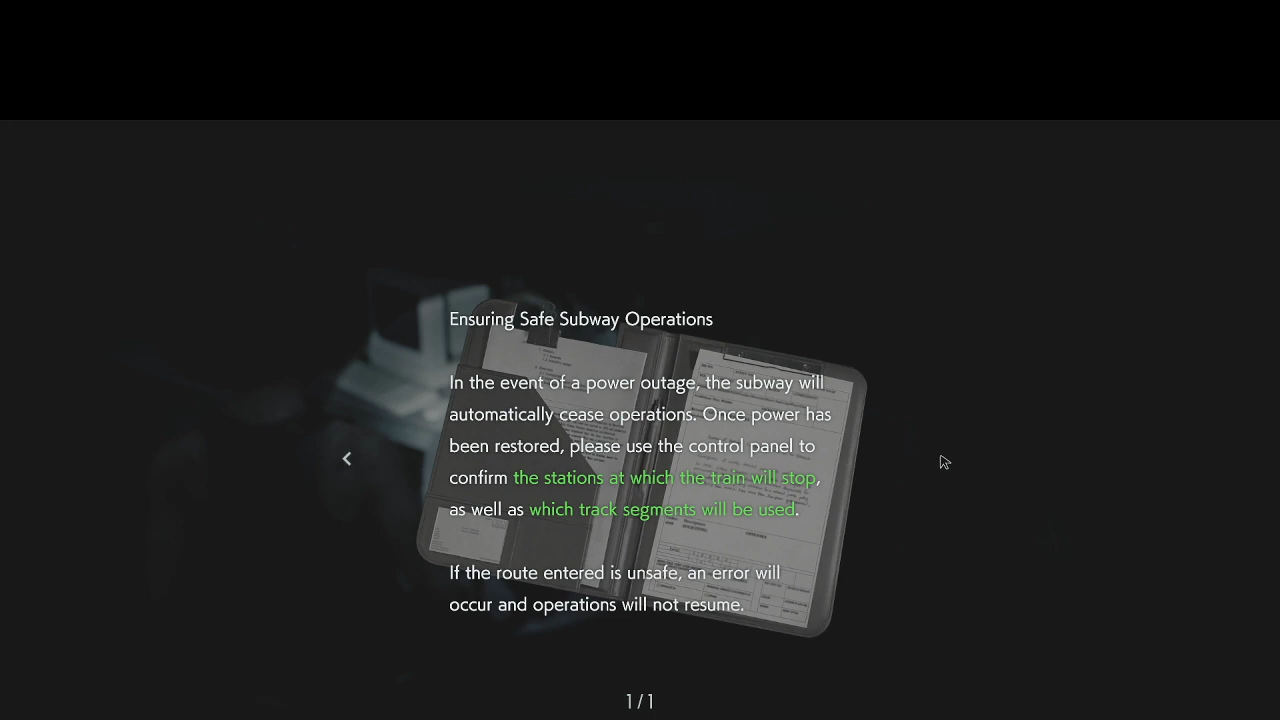 Ensuring Safe Subway Operations
In the event of a power outage, the subway will
automatically cease operations. Once power has
been restored, please use the control panel to
confirm the stations at which the train will stop,
as well as which track segments will be used.
If the route entered is unsafe, an error will
occur and operations will not resume.
1/1